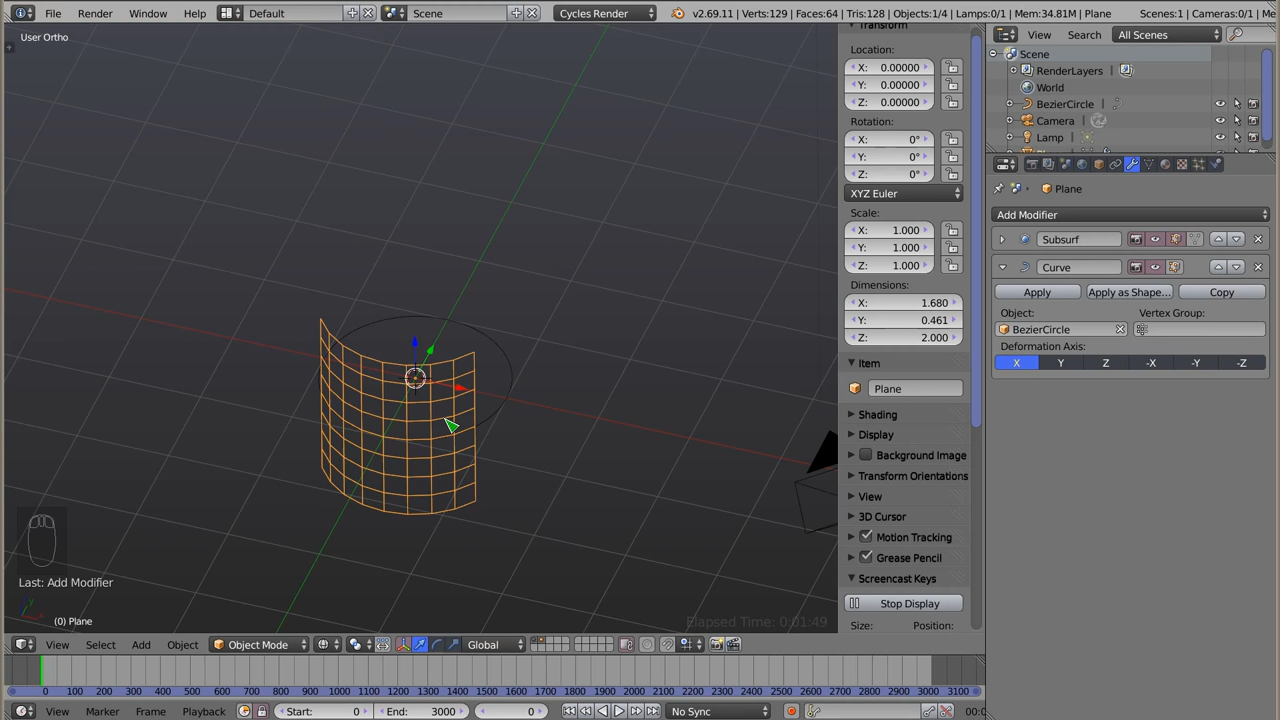 File Render Window Help Default Scene Cycles Render v2.69.11 | Verts:129 | Faces:64 | Tris:128 | Objects:1/4 | Lamps:0/1 | Mem:34.81M | Plane Scenes:1 | Cameras:0/1 | Me
User Ortho
Transform
Location:
X: 0.00000
Y: 0.00000
Z: 0.00000
Rotation:
X: 0°
Y: 0°
Z: 0°
XYZ Euler
Scale:
X: 1.000
Y: 1.000
Z: 1.000
Dimensions:
X: 1.680
Y: 0.461
Z: 2.000
Item
Plane
Shading
Display
Background Image
Transform Orientations
View
3D Cursor
Motion Tracking
Grease Pencil
Screencast Keys
Stop Display
Size: Position:
View Search All Scenes
Scene
RenderLayers
World
BezierCircle
Camera
Lamp
Plane
Add Modifier
Subsurf
Curve
Apply Apply as Shape... Copy
Object: Vertex Group:
BezierCircle
Deformation Axis:
X Y Z -X -Y -Z
Last: Add Modifier
(0) Plane
Elapsed Time: 0:01:49
View Select Add Object Object Mode Global
0 100 200 300 400 500 600 700 800 900 1000 1100 1200 1300 1400 1500 1600 1700 1800 1900 2000 2100 2200 2300 2400 2500 2600 2700 2800 2900 3000 3100
View Marker Frame Playback Start: 0 End: 3000 0 No Sync 00:0